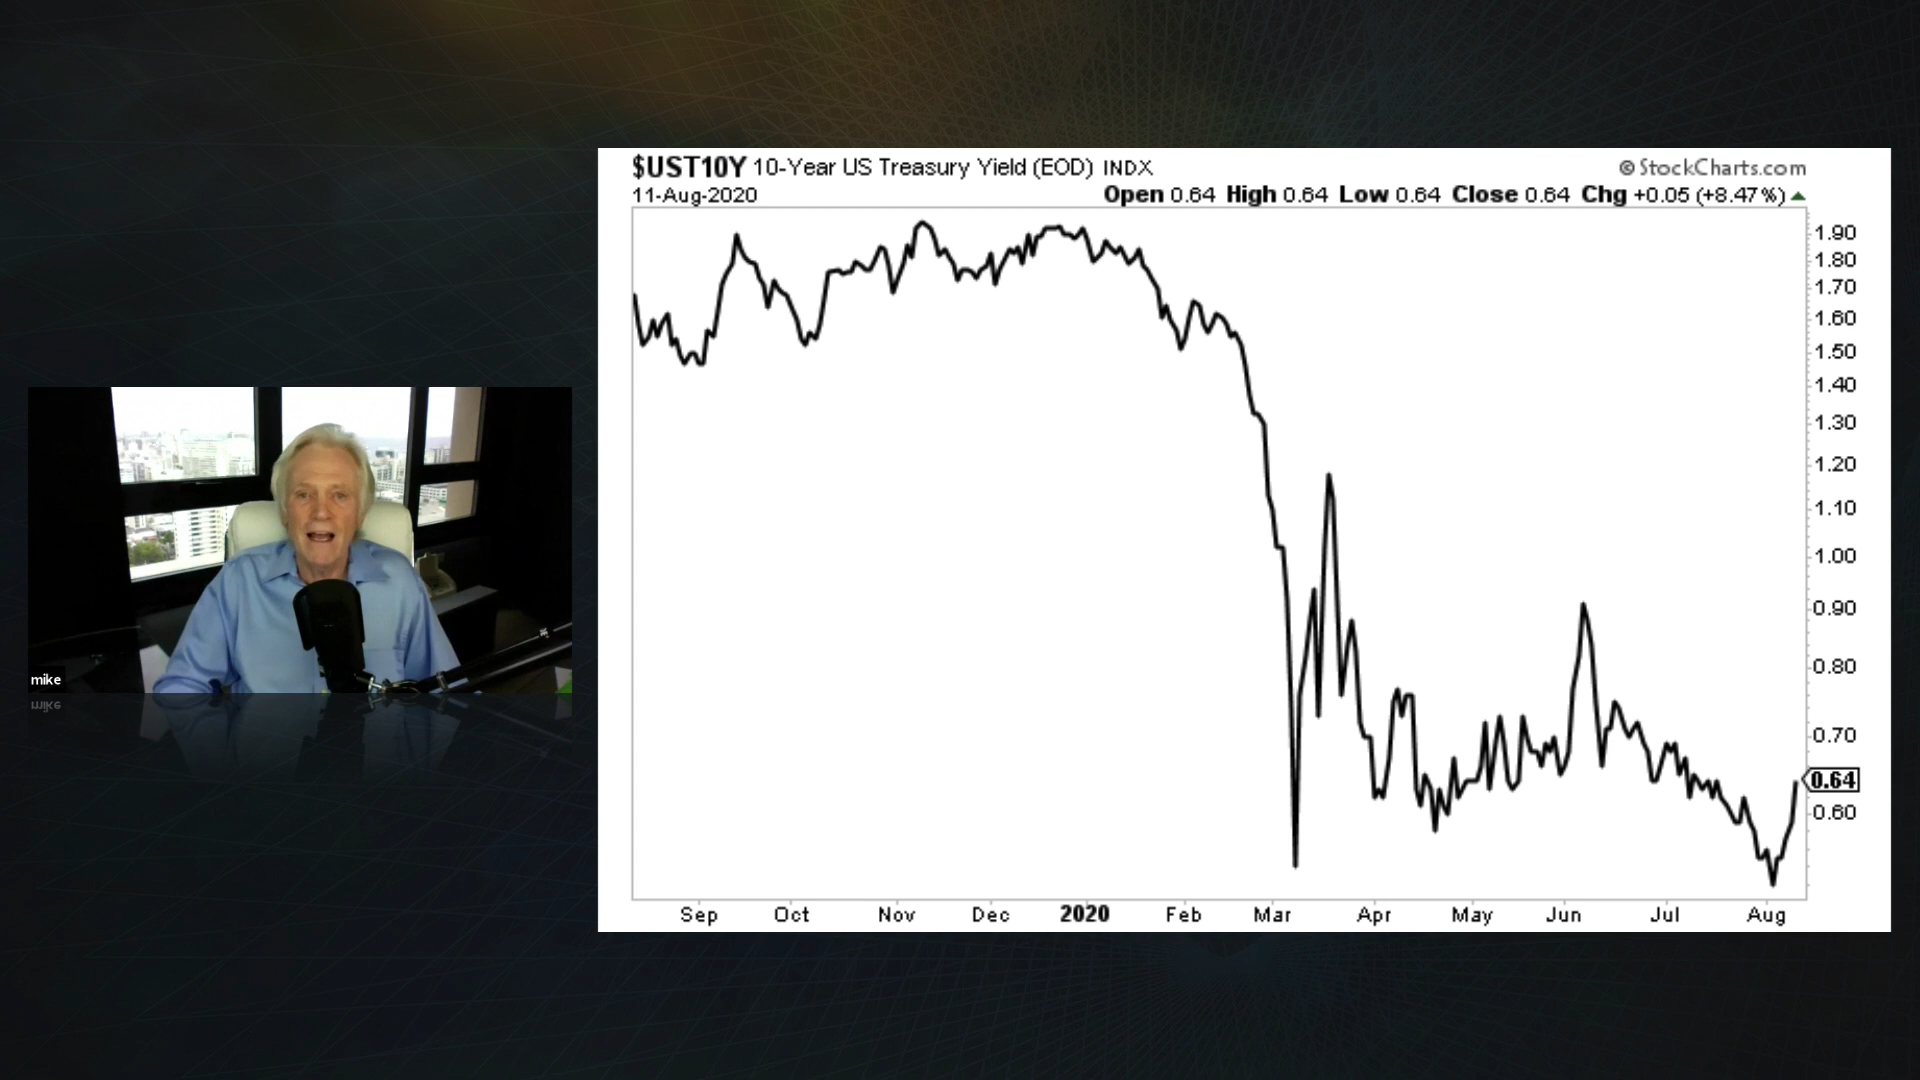 $UST10Y 10-Year US Treasury Yield (EOD) INDX
© StockCharts.com
11-Aug-2020
Open 0.64 High 0.64 Low 0.64 Close 0.64 Chg +0.05 (+8.47%)
1.90
1.80
1.70
1.60
1.50
1.40
1.30
1.20
1.10
1.00
0.90
0.80
0.70
0.64
0.60
Sep Oct Nov Dec 2020 Feb Mar Apr May Jun Jul Aug
mike